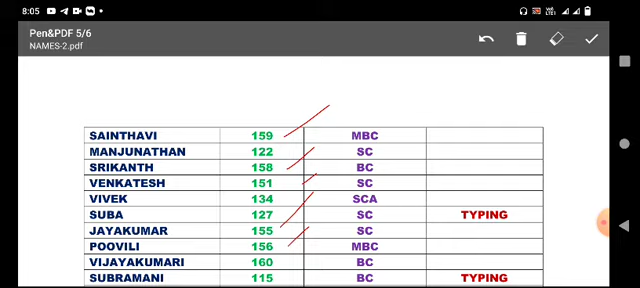 8:05
Pen&PDF 5/6
NAMES-2.pdf
SAINTHAVI 159 MBC
MANJUNATHAN 122 SC
SRIKANTH 158 BC
VENKATESH 151 SC
VIVEK 134 SCA
SUBA 127 SC TYPING
JAYAKUMAR 155 SC
POOVILI 156 MBC
VIJAYAKUMARI 160 BC
SUBRAMANI 115 BC TYPING